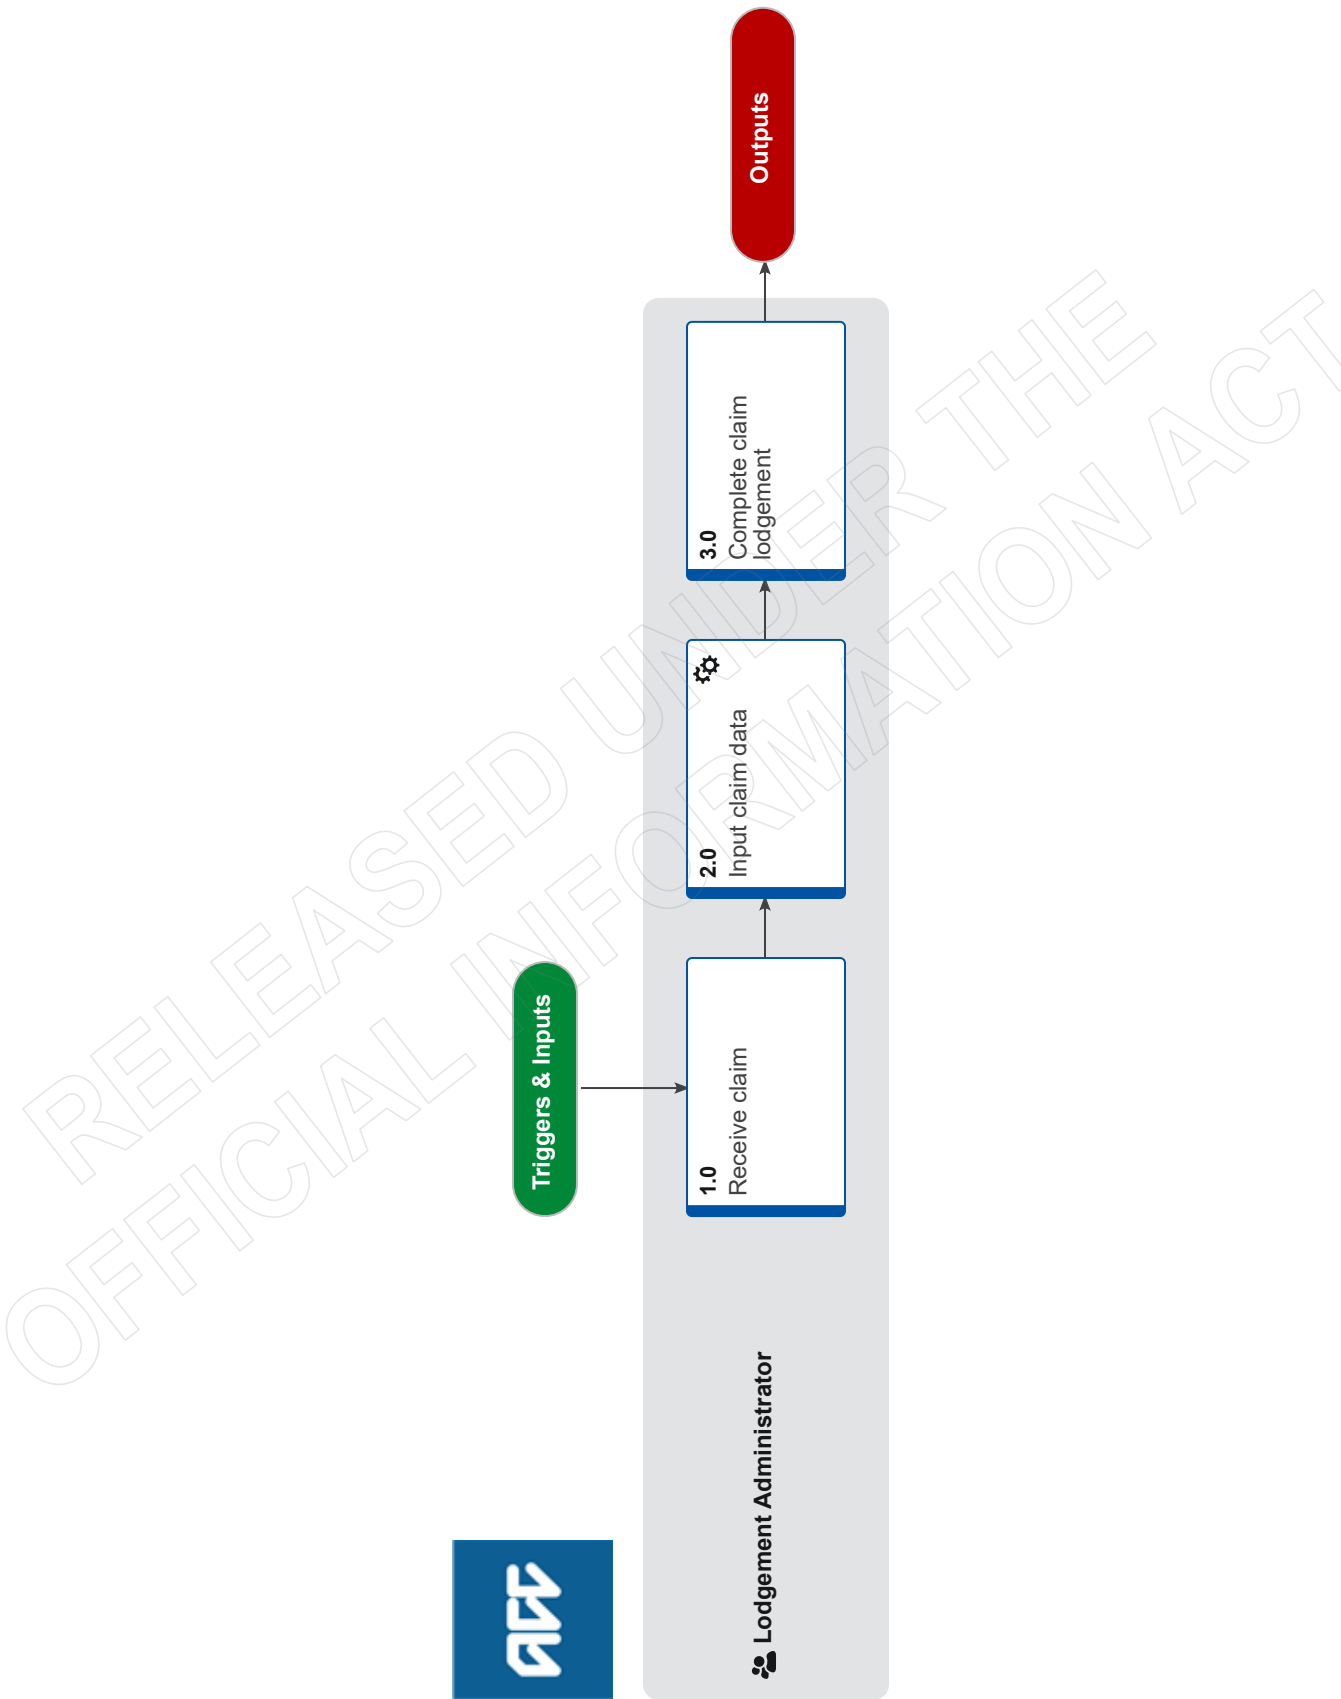 acc
Lodgement Administrator
Triggers & Inputs
1.0
Receive claim
2.0
Input claim data
3.0
Complete claim
lodgement
Outputs
RELEASED UNDER THE
OFFICIAL INFORMATION ACT